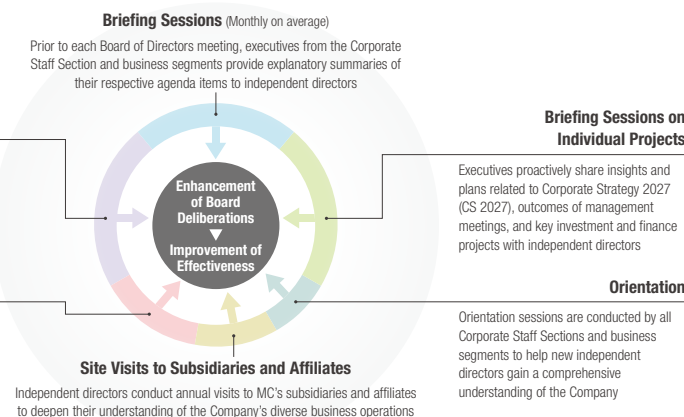 Briefing Sessions (Monthly on average)
Prior to each Board of Directors meeting, executives from the Corporate
Staff Section and business segments provide explanatory summaries of
their respective agenda items to independent directors
Enhancement
of Board
Deliberations
Improvement of
Effectiveness
Briefing Sessions on
Individual Projects
Executives proactively share insights and
plans related to Corporate Strategy 2027
(CS 2027), outcomes of management
meetings, and key investment and finance
projects with independent directors
Orientation
Orientation sessions are conducted by all
Corporate Staff Sections and business
segments to help new independent
directors gain a comprehensive
understanding of the Company
Site Visits to Subsidiaries and Affiliates
Independent directors conduct annual visits to MC's subsidiaries and affiliates
to deepen their understanding of the Company's diverse business operations